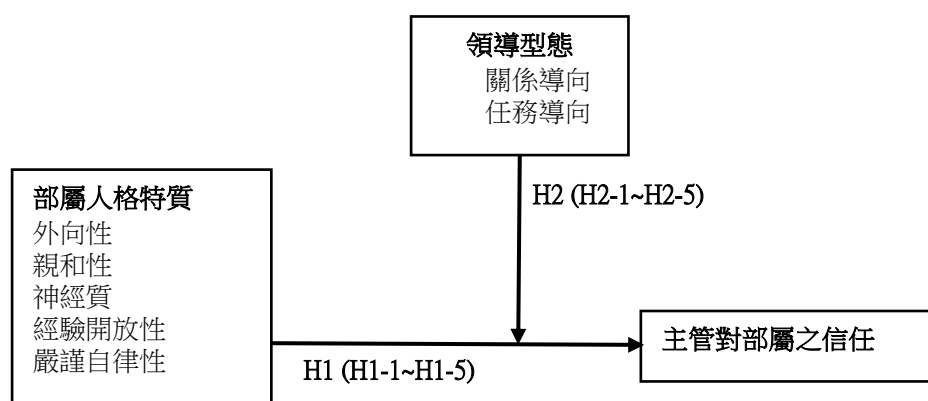 領導型態
關係導向
任務導向
H2 (H2-1~H2-5)
部屬人格特質
外向性
親和性
神經質
經驗開放性
嚴謹自律性
H1 (H1-1~H1-5)
主管對部屬之信任